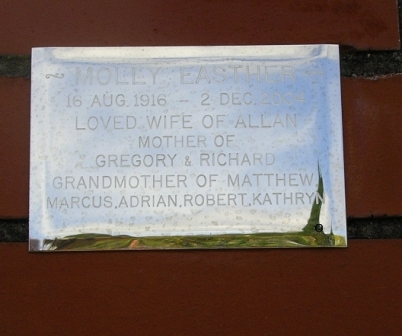 MOLLY EASTHER
16 AUG. 1916 – 2 DEC.
LOVED WIFE OF ALLAN
MOTHER OF
GREGORY & RICHARD
GRANDMOTHER OF MATTHEW
MARCUS, ADRIAN, ROBERT, KATHRYN